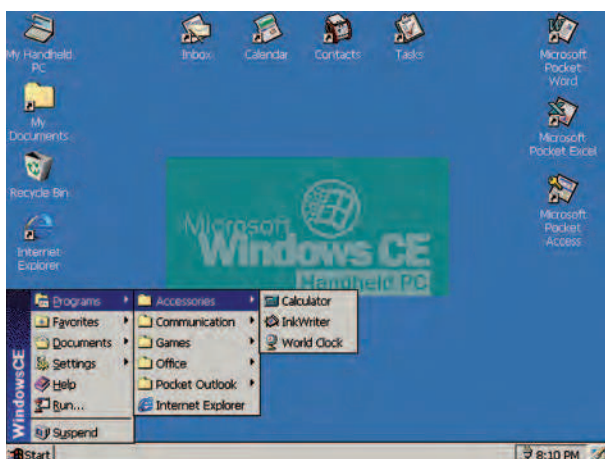 My Handheld
PC
Inbox
Calendar
Contacts
Tasks
Microsoft
Pocket
Word
My
Documents
Microsoft
Pocket Excel
Recycle Bin
Microsoft
Pocket
Access
Internet
Explorer
Microsoft
Windows CE
Handheld PC
WindowsCE
Programs
Favorites
Documents
Settings
Help
Run...
Suspend
Accessories
Communication
Games
Office
Pocket Outlook
Internet Explorer
Calculator
InkWriter
World Clock
Start
8:10 PM